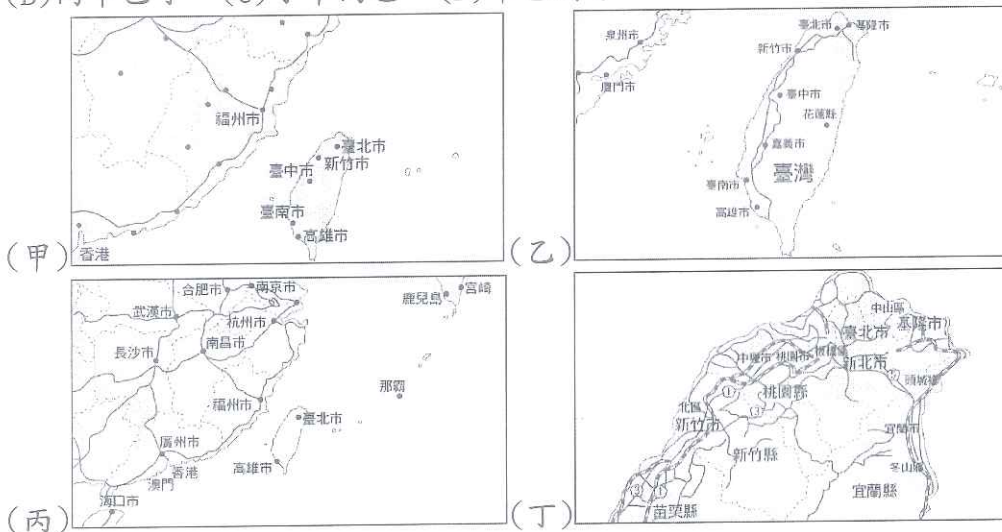 福州市
臺北市
新竹市
臺中市
臺南市
高雄市
香港
(甲)
泉州市
廈門市
臺北市
基隆市
新竹市
臺中市
花蓮縣
嘉義市
臺灣
臺南市
高雄市
(乙)
合肥市
南京市
武漢市
杭州市
南昌市
長沙市
福州市
廣州市
香港
澳門
海口市
鹿兒島
宮崎
那霸
臺北市
高雄市
(丙)
中山區
基隆市
臺北市
中壢市
桃園市
板橋區
新北市
頭城鎮
桃園縣
北區
新竹市
新竹縣
宜蘭市
冬山鄉
宜蘭縣
苗栗縣
1
3
3
1
(丁)